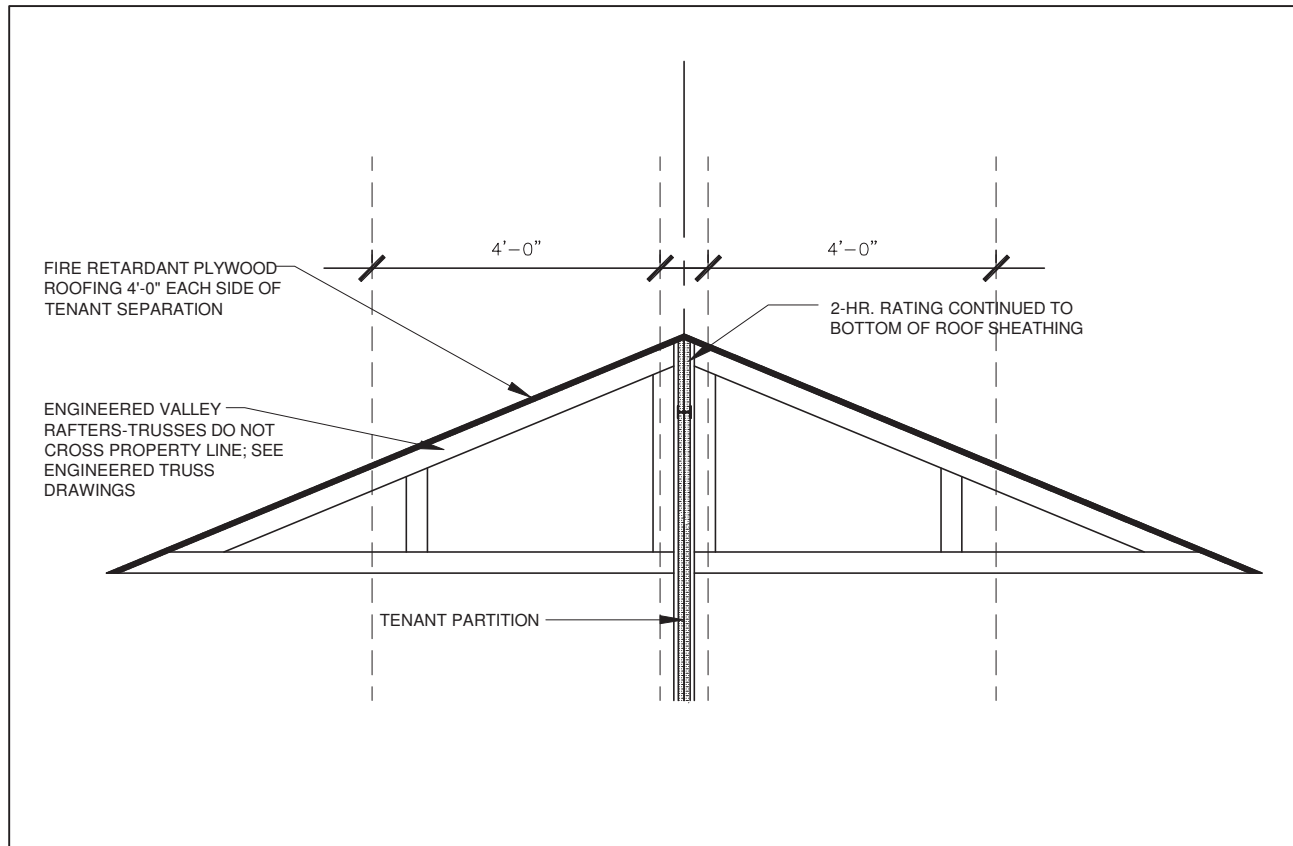 4'-0"
4'-0"
FIRE RETARDANT PLYWOOD
ROOFING 4'-0" EACH SIDE OF
TENANT SEPARATION
2-HR. RATING CONTINUED TO
BOTTOM OF ROOF SHEATHING
ENGINEERED VALLEY
RAFTERS-TRUSSES DO NOT
CROSS PROPERTY LINE; SEE
ENGINEERED TRUSS
DRAWINGS
TENANT PARTITION